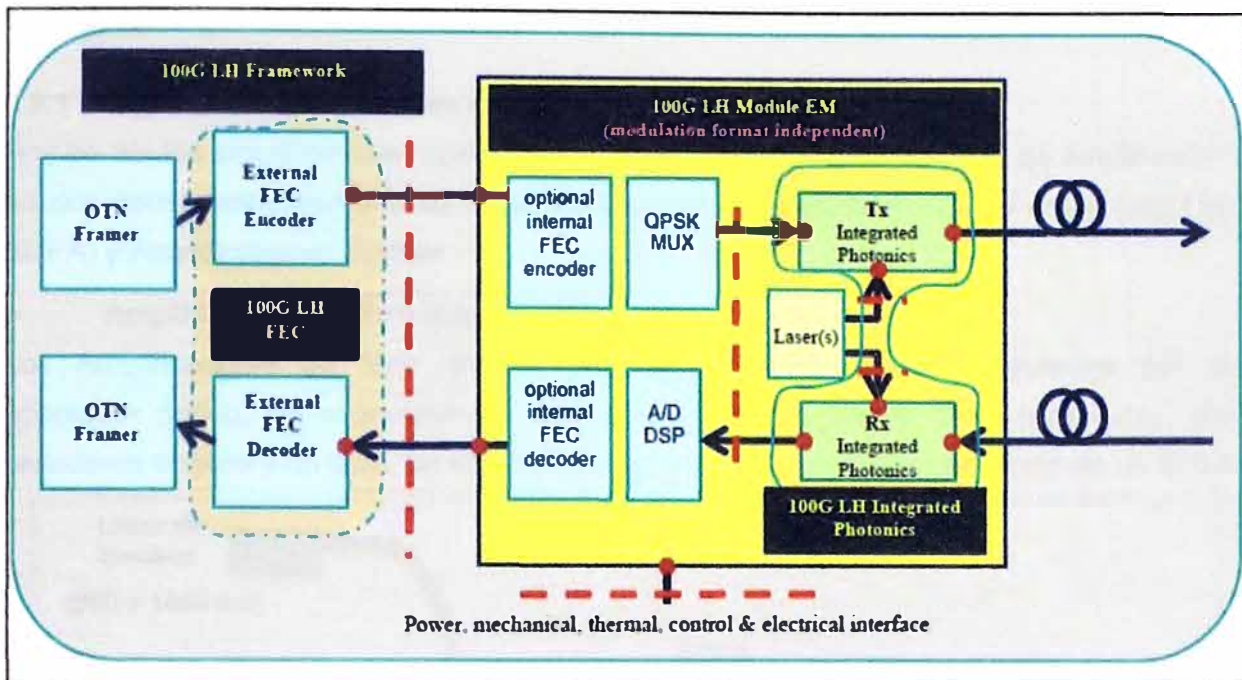 100G LH Framework
OTN
Framer
External
FEC
Encoder
100G LH
FEC
OTN
Framer
External
FEC
Decoder
100G LH Module EM
(modulation format independent)
optional
internal
FEC
encoder
QPSK
MUX
Tx
Integrated
Photonics
Laser(s)
optional
internal
FEC
decoder
A/D
DSP
Rx
Integrated
Photonics
100G LH Integrated
Photonics
Power, mechanical, thermal, control & electrical interface